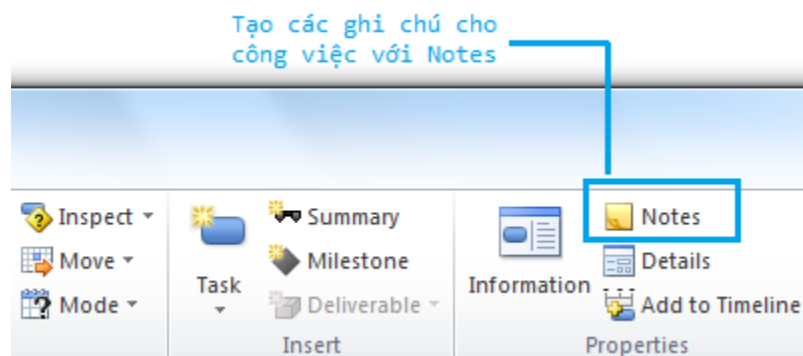 Tạo các ghi chú cho
công việc với Notes
Inspect
Summary
Notes
Move
Milestone
Details
Task
Information
Mode
Deliverable
Add to Timeline
Insert
Properties